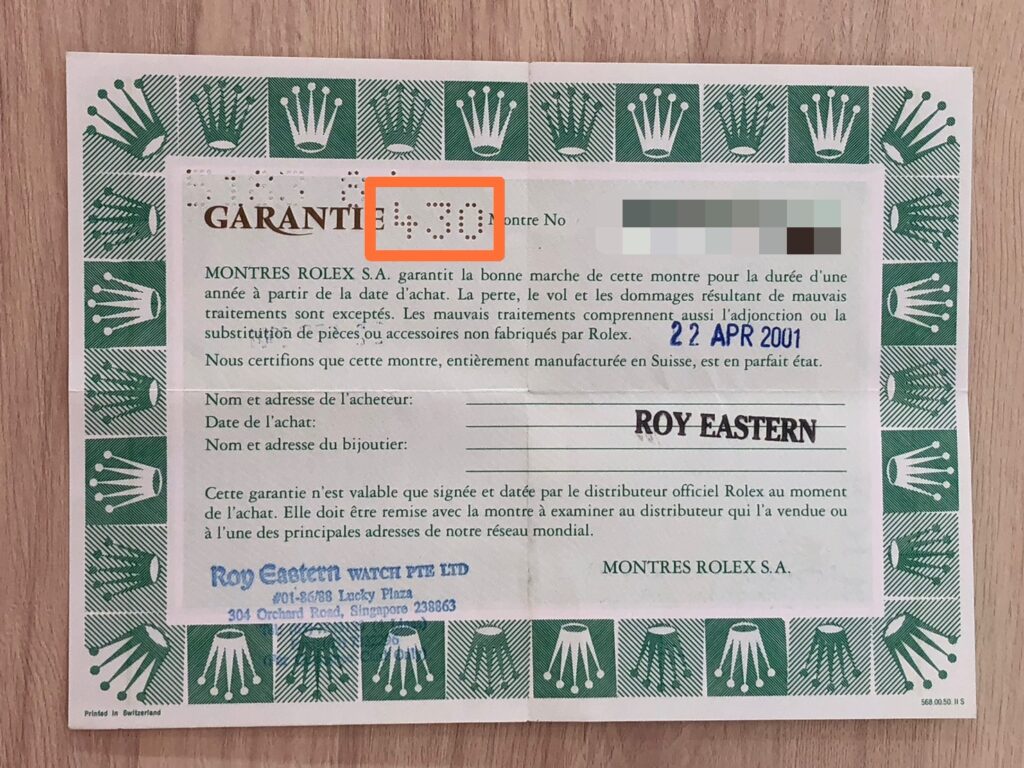 GARANTIE 430 Montre No
MONTRES ROLEX S.A. garantit la bonne marche de cette montre pour la durée d'une
année à partir de la date d'achat. La perte, le vol et les dommages résultant de mauvais
traitements sont exceptés. Les mauvais traitements comprennent aussi l'adjonction ou la
substitution de pièces ou accessoires non fabriqués par Rolex.
22 APR 2001
Nous certifions que cette montre, entièrement manufacturée en Suisse, est en parfait état.
Nom et adresse de l'acheteur:
Date de l'achat:
ROY EASTERN
Nom et adresse du bijoutier:
Cette garantie n'est valable que signée et datée par le distributeur officiel Rolex au moment
de l'achat. Elle doit être remise avec la montre à examiner au distributeur qui l'a vendue ou
à l'une des principales adresses de notre réseau mondial.
MONTRES ROLEX S.A.
Roy Eastern WATCH PTE LTD
#01-86/88 Lucky Plaza
304 Orchard Road, Singapore 238863
Printed in Switzerland
568.00.50. II S